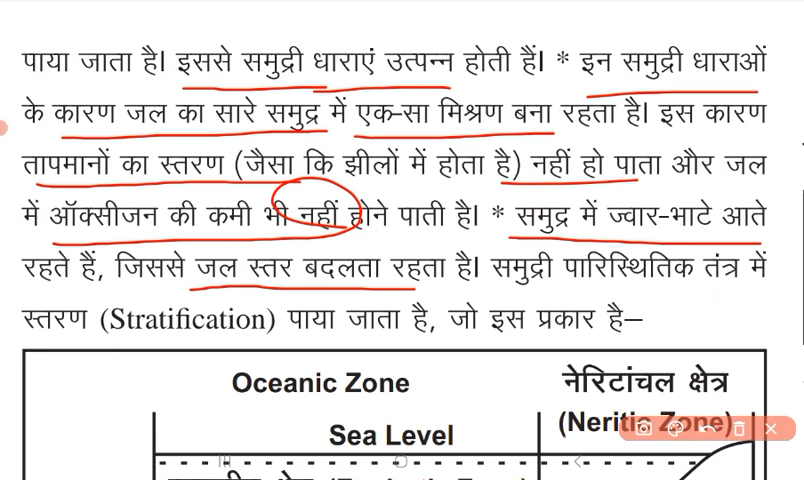 पाया जाता है। इससे समुद्री धाराएं उत्पन्न होती हैं। * इन समुद्री धाराओं
के कारण जल का सारे समुद्र में एक-सा मिश्रण बना रहता है। इस कारण
तापमानों का स्तरण (जैसा कि झीलों में होता है) नहीं हो पाता और जल
में ऑक्सीजन की कमी भी नहीं होने पाती है। * समुद्र में ज्वार-भाटे आते
रहते हैं, जिससे जल स्तर बदलता रहता है। समुद्री पारिस्थितिक तंत्र में
स्तरण (Stratification) पाया जाता है, जो इस प्रकार है–
Oceanic Zone
नेरिटांचल क्षेत्र
(Neritic Zone)
Sea Level